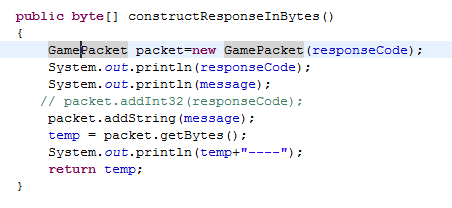 public byte[] constructResponseInBytes()
{
GamePacket packet=new GamePacket(responseCode);
System.out.println(responseCode);
System.out.println(message);
// packet.addInt32(responseCode);
packet.addString(message);
temp = packet.getBytes();
System.out.println(temp+"----");
return temp;
}